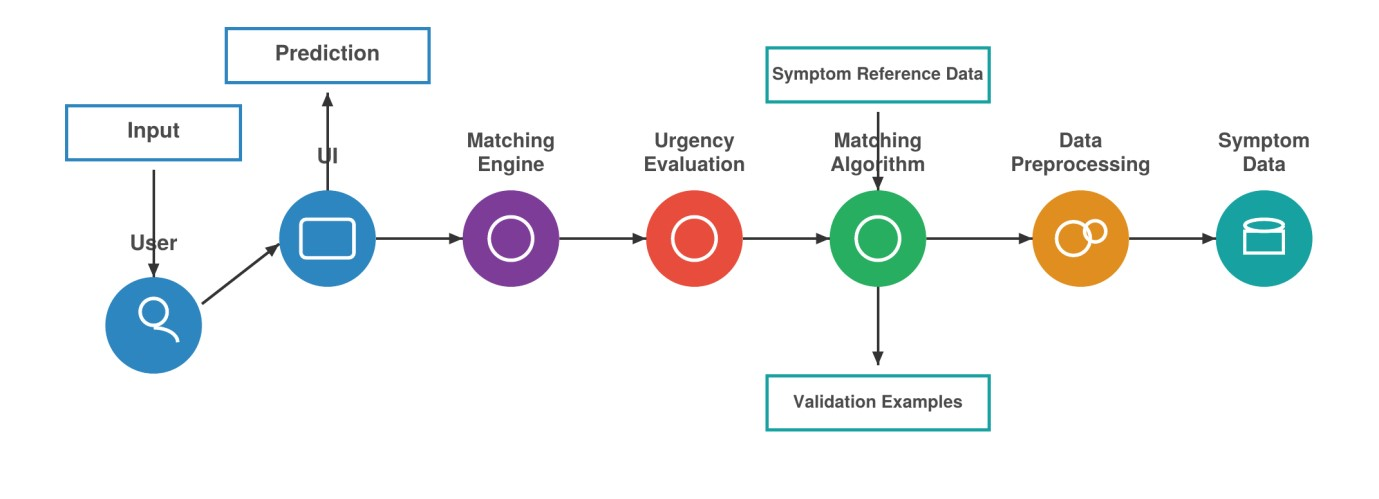 Prediction
Input
Symptom Reference Data
UI
User
Matching
Engine
Urgency
Evaluation
Matching
Algorithm
Data
Preprocessing
Symptom
Data
Validation Examples